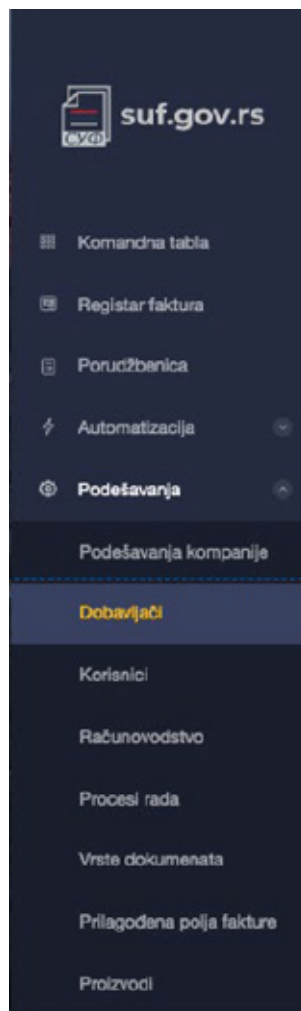 СУФ
suf.gov.rs
Komandna tabla
Registar faktura
Porudžbenica
Automatizacija
Podešavanja
Podešavanja kompanije
Dobavljači
Korisnici
Računovodstvo
Procesi rada
Vrste dokumenata
Prilagođena polja fakture
Proizvodi